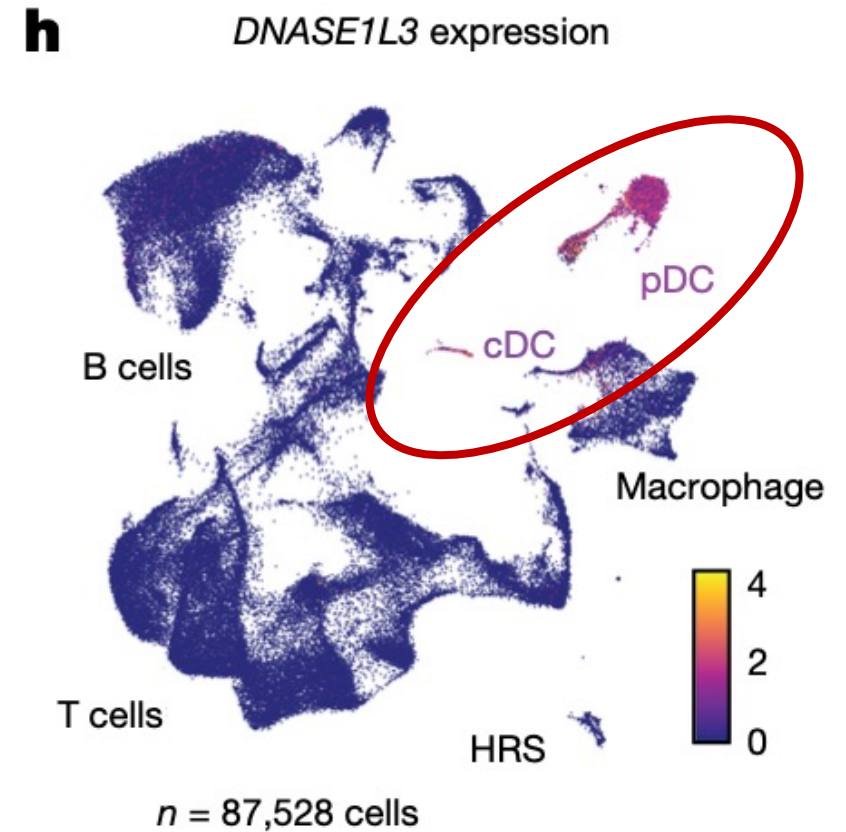 h
DNASE1L3 expression
pDC
cDC
B cells
Macrophage
4
2
0
T cells
HRS
n = 87,528 cells